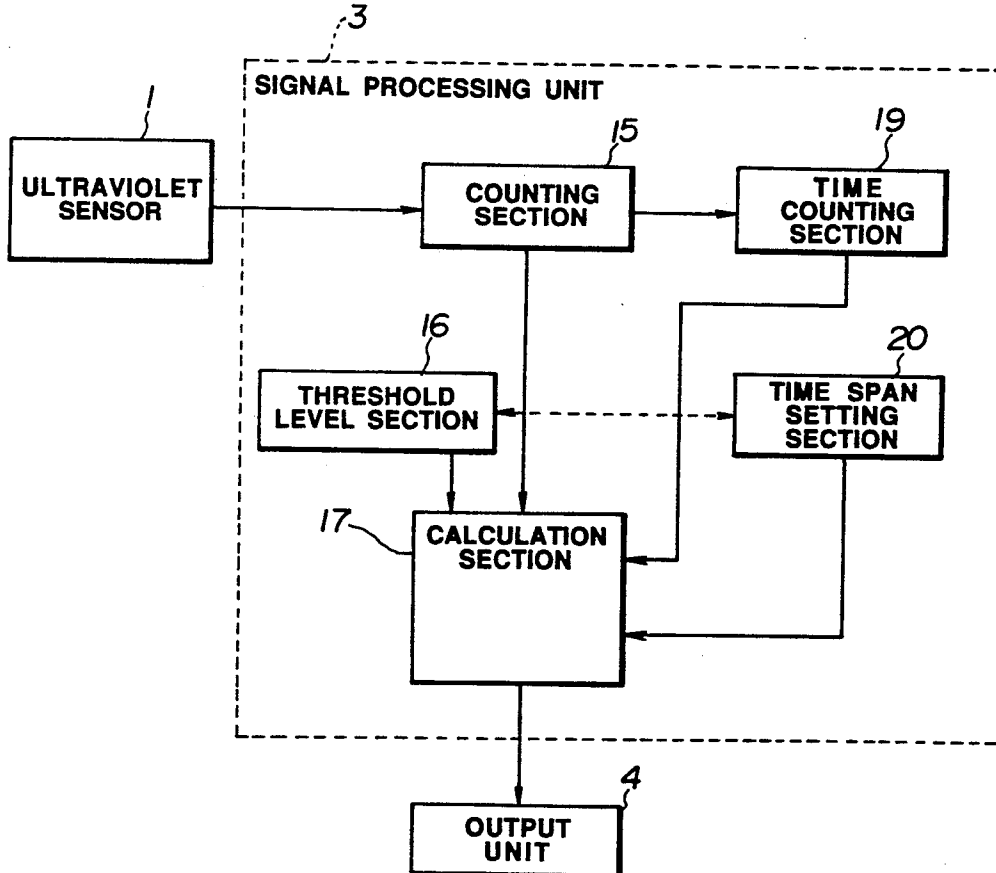 3
SIGNAL PROCESSING UNIT
1
ULTRAVIOLET
SENSOR
15
COUNTING
SECTION
19
TIME
COUNTING
SECTION
16
THRESHOLD
LEVEL SECTION
20
TIME SPAN
SETTING
SECTION
17
CALCULATION
SECTION
4
OUTPUT
UNIT